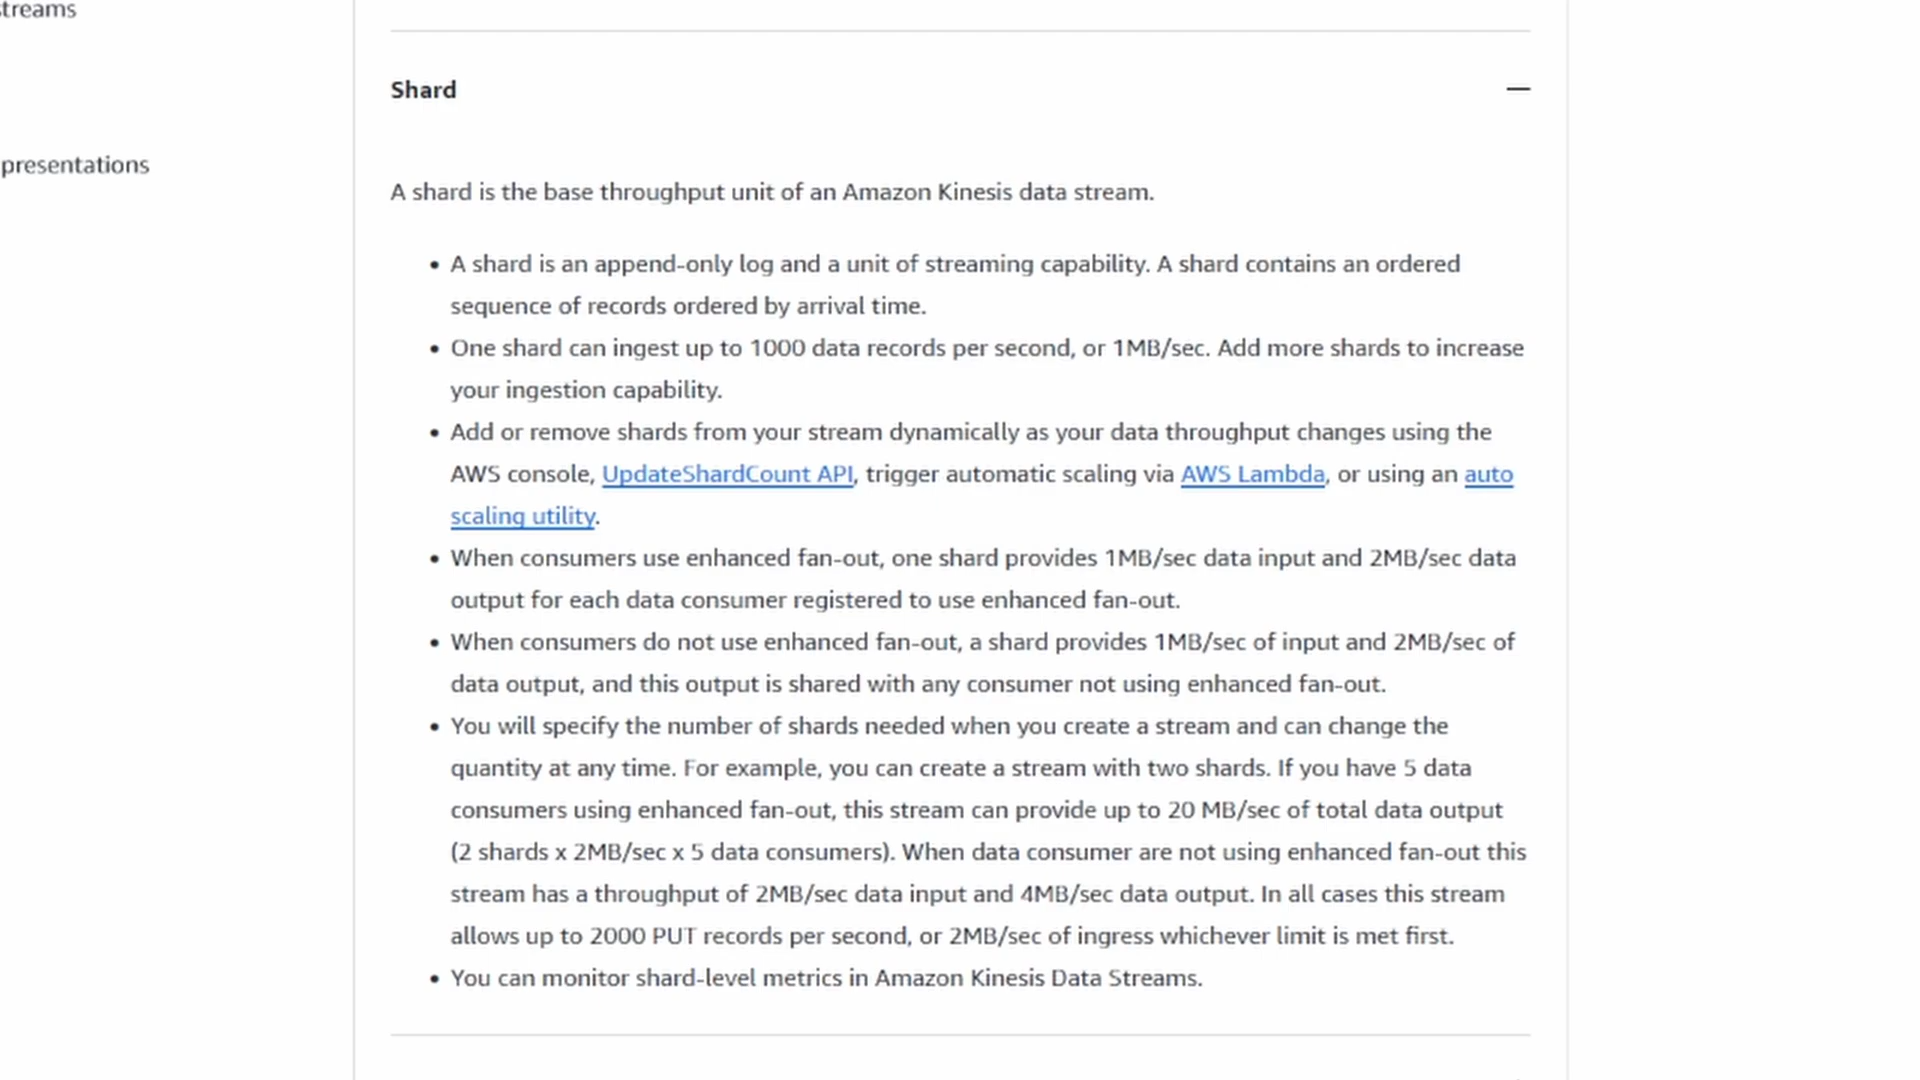 streams
Shard
presentations
A shard is the base throughput unit of an Amazon Kinesis data stream.
• A shard is an append-only log and a unit of streaming capability. A shard contains an ordered
sequence of records ordered by arrival time.
• One shard can ingest up to 1000 data records per second, or 1MB/sec. Add more shards to increase
your ingestion capability.
• Add or remove shards from your stream dynamically as your data throughput changes using the
AWS console, UpdateShardCount API, trigger automatic scaling via AWS Lambda, or using an auto
scaling utility.
• When consumers use enhanced fan-out, one shard provides 1MB/sec data input and 2MB/sec data
output for each data consumer registered to use enhanced fan-out.
• When consumers do not use enhanced fan-out, a shard provides 1MB/sec of input and 2MB/sec of
data output, and this output is shared with any consumer not using enhanced fan-out.
• You will specify the number of shards needed when you create a stream and can change the
quantity at any time. For example, you can create a stream with two shards. If you have 5 data
consumers using enhanced fan-out, this stream can provide up to 20 MB/sec of total data output
(2 shards x 2MB/sec x 5 data consumers). When data consumer are not using enhanced fan-out this
stream has a throughput of 2MB/sec data input and 4MB/sec data output. In all cases this stream
allows up to 2000 PUT records per second, or 2MB/sec of ingress whichever limit is met first.
• You can monitor shard-level metrics in Amazon Kinesis Data Streams.